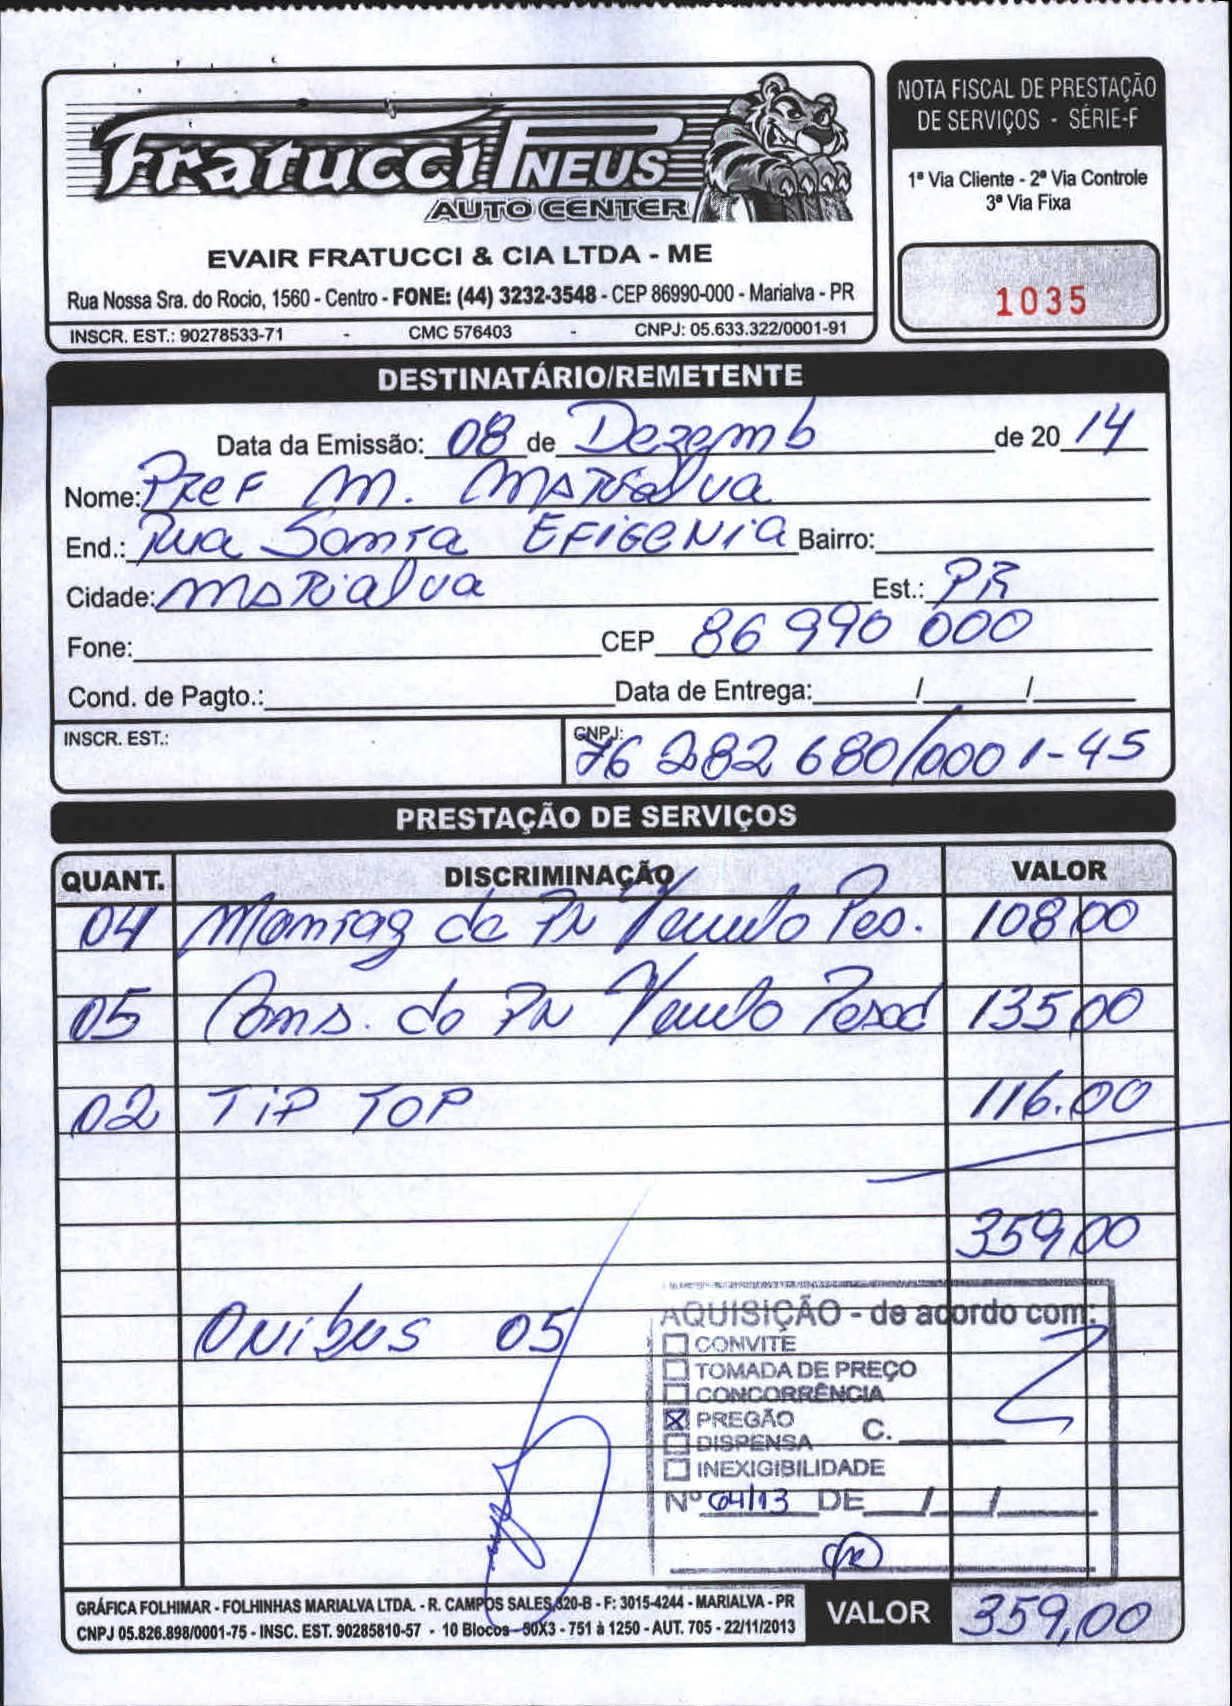 Fratucci PNEUS
AUTO CENTER
EVAIR FRATUCCI & CIA LTDA - ME
Rua Nossa Sra. do Rocio, 1560 - Centro - FONE: (44) 3232-3548 - CEP 86990-000 - Marialva - PR
INSCR. EST.: 90278533-71 - CMC 576403 - CNPJ: 05.633.322/0001-91
NOTA FISCAL DE PRESTAÇÃO
DE SERVIÇOS - SÉRIE-F
1ª Via Cliente - 2ª Via Controle
3ª Via Fixa
1035
DESTINATÁRIO/REMETENTE
Data da Emissão: 08 de Dezemb de 20 14
Nome: Pref M. Marialva
End.: Rua Santa Efigenia Bairro:
Cidade: Marialva Est.: PR
Fone: CEP 86 990 000
Cond. de Pagto.: Data de Entrega: / /
INSCR. EST.: CNPJ: 76 282 680/0001-45
PRESTAÇÃO DE SERVIÇOS
QUANT. DISCRIMINAÇÃO VALOR
04 Montag de PN Veiculo Pes. 108,00
05 Cons. de PN Veiculo Pesad 135,00
02 TIP TOP 116.00
359,00
Onibus 05
AQUISIÇÃO - de acordo com:
CONVITE
TOMADA DE PREÇO
CONCORRÊNCIA
X PREGÃO
DISPENSA C.
INEXIGIBILIDADE
Nº 64/13 DE / /
GRÁFICA FOLHIMAR - FOLHINHAS MARIALVA LTDA. - R. CAMPOS SALES, 320-B - F: 3015-4244 - MARIALVA - PR
CNPJ 05.826.898/0001-75 - INSC. EST. 90285810-57 - 10 Blocos - 50X3 - 751 à 1250 - AUT. 705 - 22/11/2013
VALOR 359,00